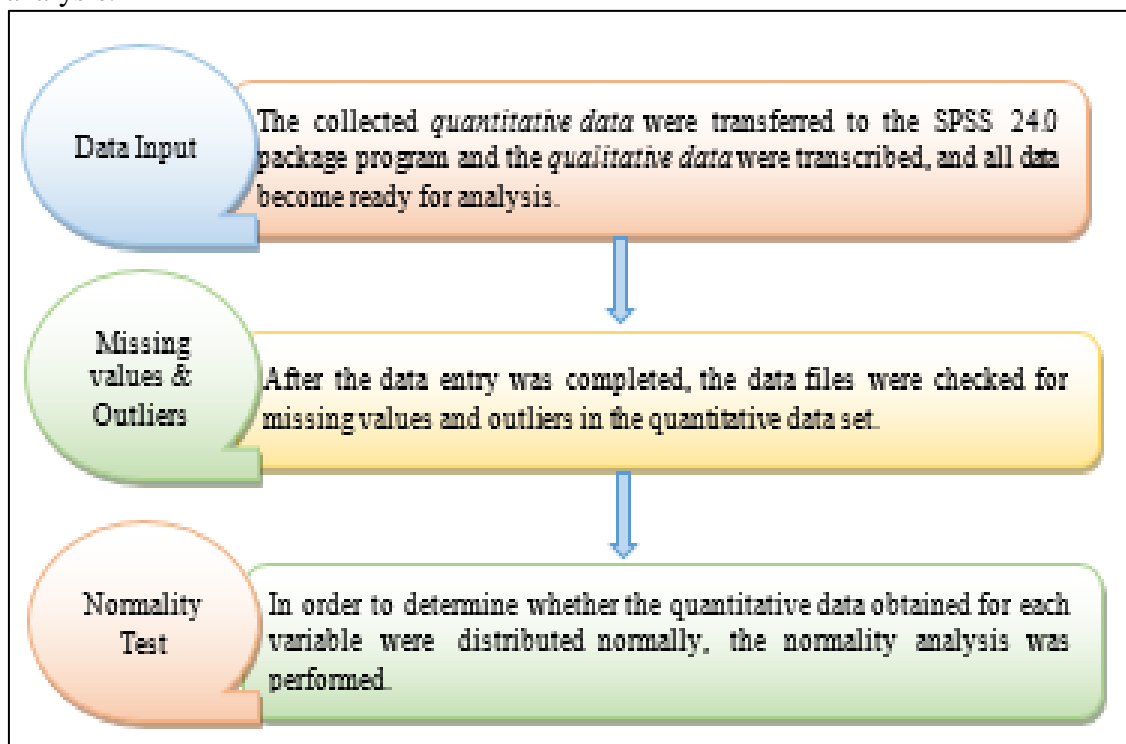 analysis.
Data Input
The collected quantitative data were transferred to the SPSS 24.0
package program and the qualitative data were transcribed, and all data
become ready for analysis.
Missing
values &
Outliers
After the data entry was completed, the data files were checked for
missing values and outliers in the quantitative data set.
Normality
Test
In order to determine whether the quantitative data obtained for each
variable were distributed normally, the normality analysis was
performed.